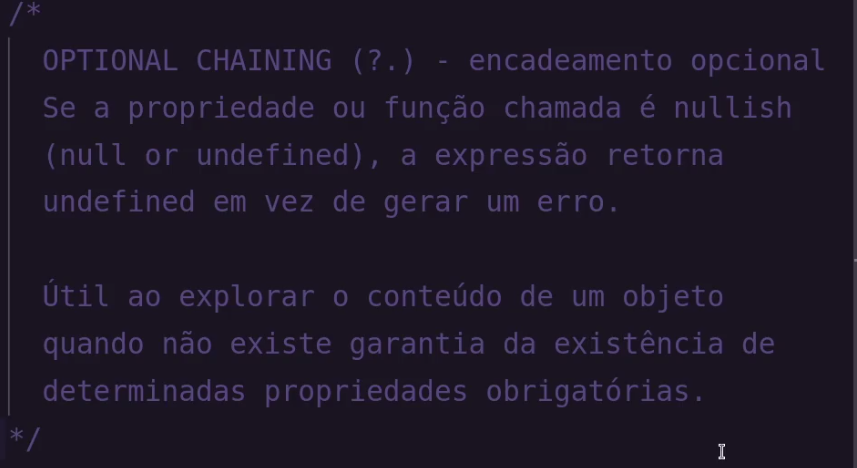 /*
OPTIONAL CHAINING (?.) - encadeamento opcional
Se a propriedade ou função chamada é nullish
(null or undefined), a expressão retorna
undefined em vez de gerar um erro.
Útil ao explorar o conteúdo de um objeto
quando não existe garantia da existência de
determinadas propriedades obrigatórias.
*/